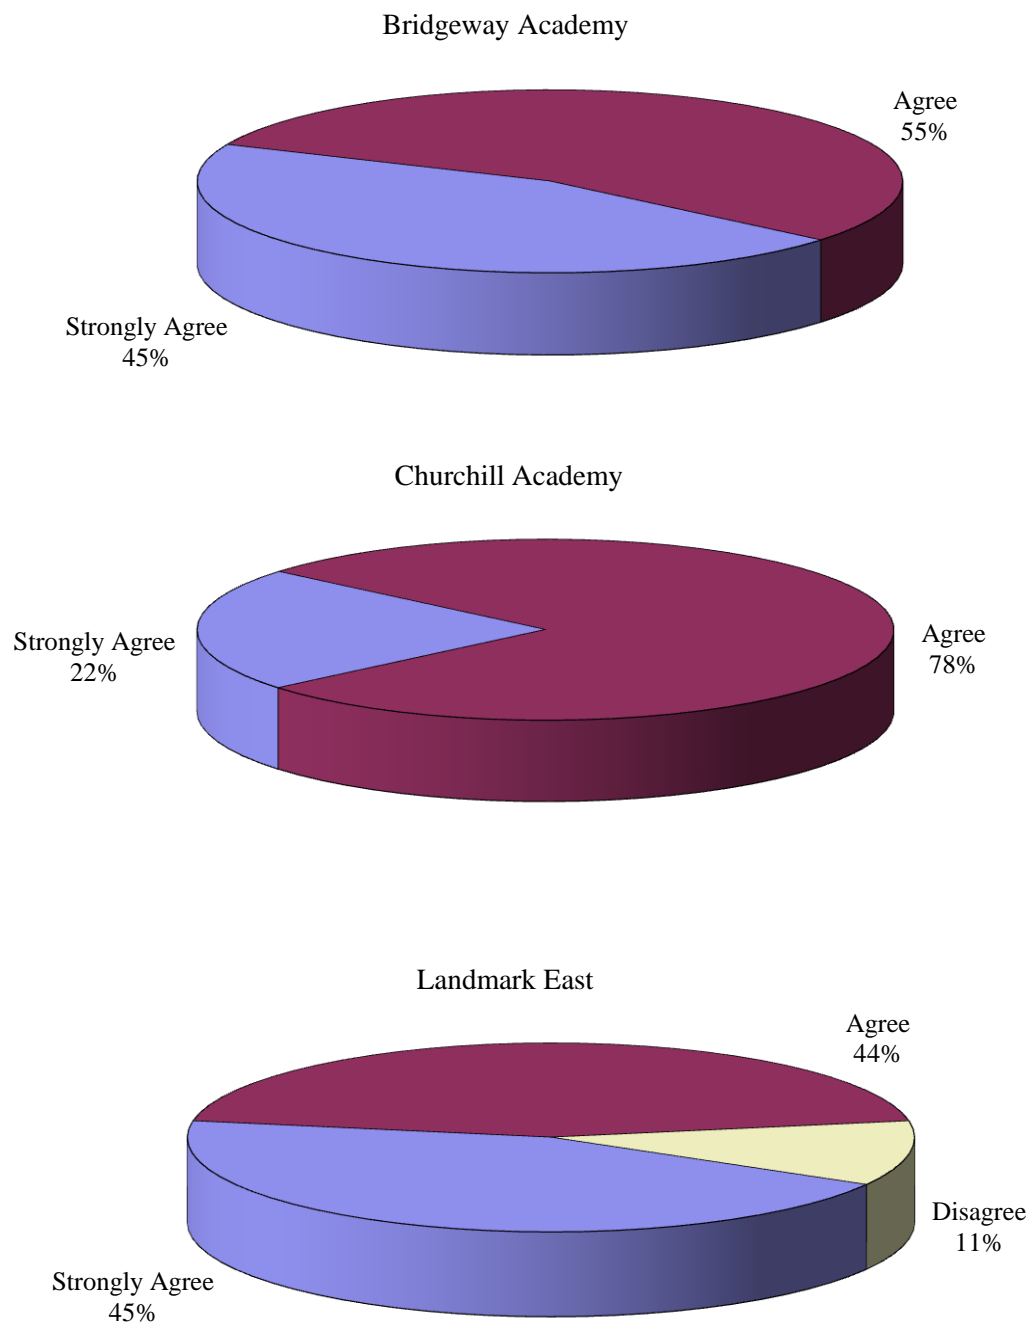 Bridgeway Academy
Agree
55%
Strongly Agree
45%
Churchill Academy
Strongly Agree
22%
Agree
78%
Landmark East
Agree
44%
Disagree
11%
Strongly Agree
45%